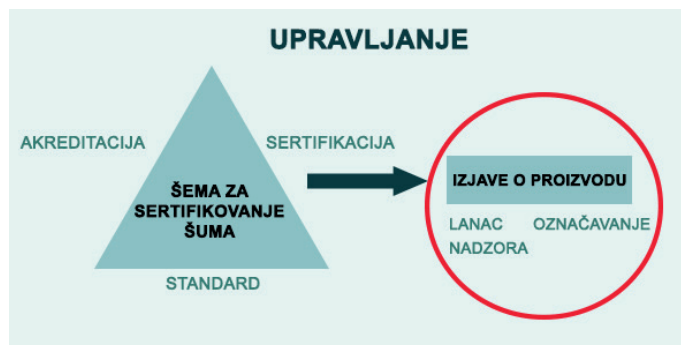 UPRAVLJANJE
AKREDITACIJA
SERTIFIKACIJA
ŠEMA ZA
SERTIFIKOVANJE
ŠUMA
STANDARD
IZJAVE O PROIZVODU
LANAC
NADZORA
OZNAČAVANJE